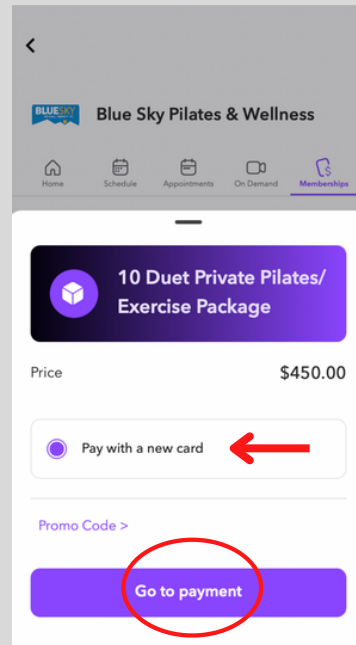 BLUESKY
Blue Sky Pilates & Wellness
Home Schedule Appointments On Demand Memberships
10 Duet Private Pilates/
Exercise Package
Price $450.00
Pay with a new card
Promo Code >
Go to payment